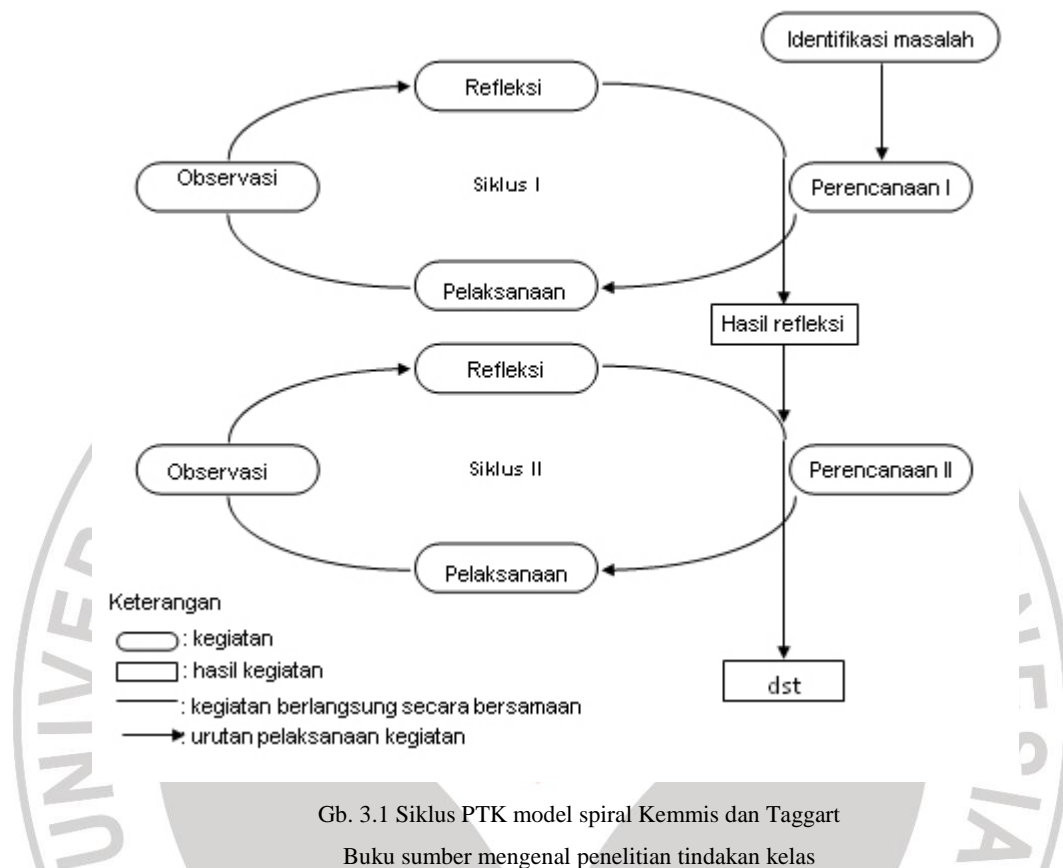 Identifikasi masalah
Refleksi
Observasi
Siklus I
Perencanaan I
Pelaksanaan
Hasil refleksi
Refleksi
Observasi
Siklus II
Perencanaan II
Pelaksanaan
dst
Keterangan
: kegiatan
: hasil kegiatan
: kegiatan berlangsung secara bersamaan
: urutan pelaksanaan kegiatan
Gb. 3.1 Siklus PTK model spiral Kemmis dan Taggart
Buku sumber mengenal penelitian tindakan kelas